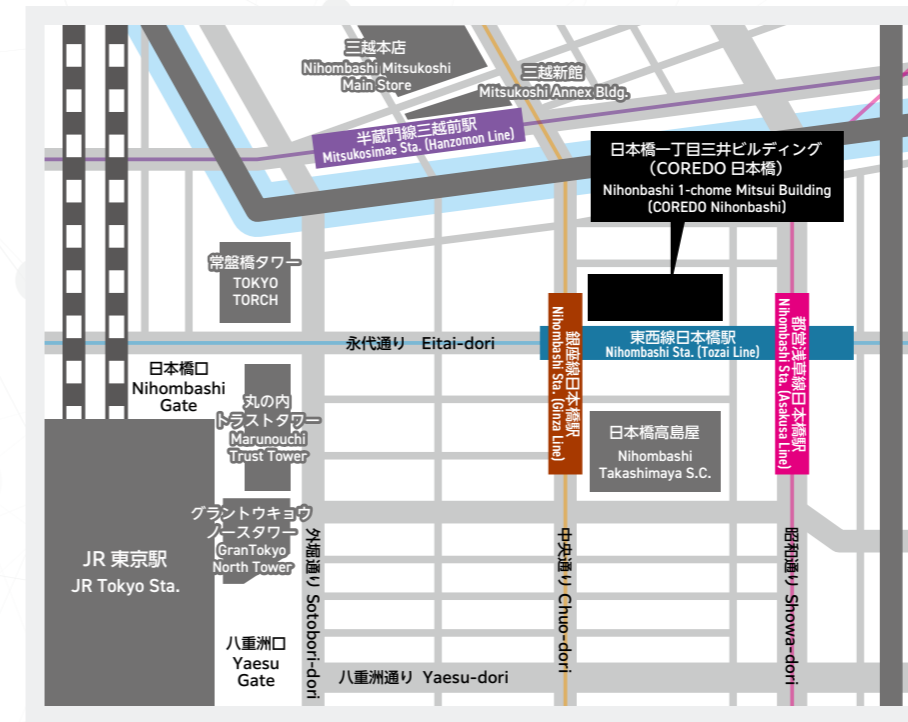 三越本店
Nihombashi Mitsukoshi
Main Store
三越新館
Mitsukoshi Annex Bldg.
半蔵門線三越前駅
Mitsukosimae Sta. (Hanzomon Line)
日本橋一丁目三井ビルディング
（COREDO 日本橋）
Nihonbashi 1-chome Mitsui Building
(COREDO Nihonbashi)
常盤橋タワー
TOKYO
TORCH
永代通り Eitai-dori
銀座線日本橋駅
Nihombashi Sta. (Ginza Line)
東西線日本橋駅
Nihombashi Sta. (Tozai Line)
都営浅草線日本橋駅
Nihombashi Sta. (Asakusa Line)
日本橋口
Nihombashi
Gate
丸の内
トラストタワー
Marunouchi
Trust Tower
日本橋高島屋
Nihombashi
Takashimaya S.C.
グラントウキョウ
ノースタワー
GranTokyo
North Tower
JR 東京駅
JR Tokyo Sta.
外堀通り Sotobori-dori
中央通り Chuo-dori
昭和通り Showa-dori
八重洲口
Yaesu
Gate
八重洲通り Yaesu-dori